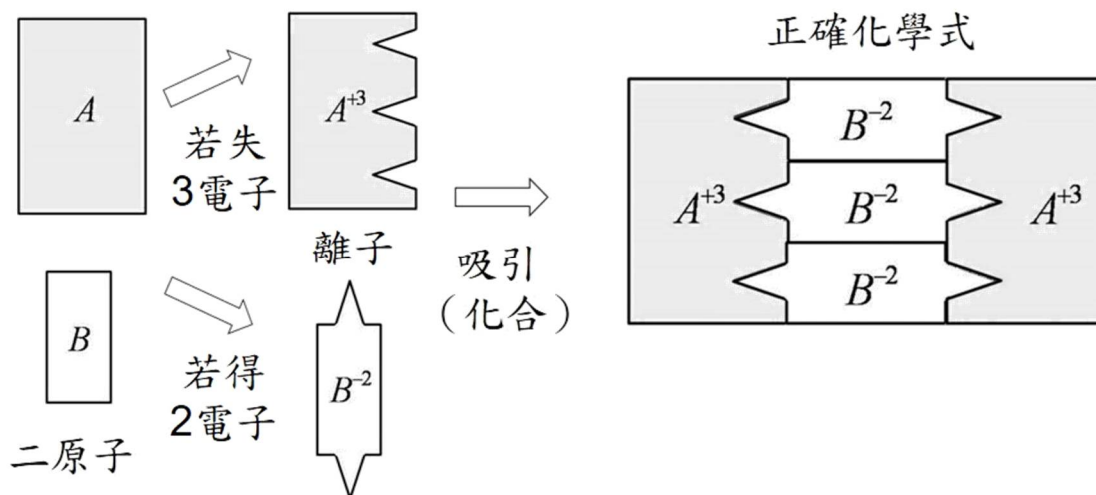 A
若失
3電子
A⁺³
離子
B
二原子
若得
2電子
B⁻²
吸引
（化合）
正確化學式
A⁺³
B⁻²
B⁻²
B⁻²
A⁺³